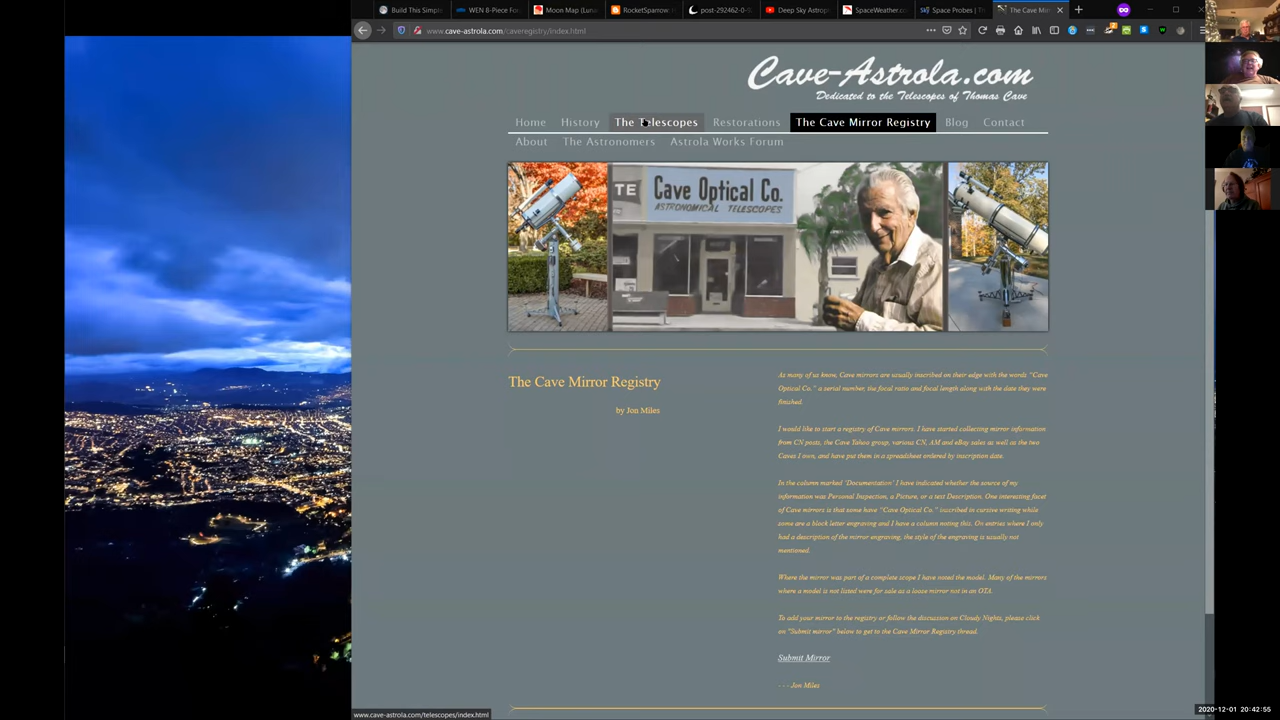 Build This Simple
WEN 8-Piece For
Moon Map (Luna
RocketSparrow
post-292462-0-9
Deep Sky Astrop
SpaceWeather.co
Space Probes | Th
The Cave Mir
www.cave-astrola.com/caveregistry/index.html
Cave-Astrola.com
Dedicated to the Telescopes of Thomas Cave
Home History The Telescopes Restorations The Cave Mirror Registry Blog Contact
About The Astronomers Astrola Works Forum
TE
Cave Optical Co.
ASTRONOMICAL TELESCOPES
The Cave Mirror Registry
by Jon Miles
As many of us know, Cave mirrors are usually inscribed on their edge with the words "Cave
Optical Co." a serial number, the focal ratio and focal length along with the date they were
finished.
I would like to start a registry of Cave mirrors. I have started collecting mirror information
from CN posts, the Cave Yahoo group, various CN, AM and eBay sales as well as the two
Caves I own, and have put them in a spreadsheet ordered by inscription date.
In the column marked 'Documentation' I have indicated whether the source of my
information was Personal Inspection, a Picture, or a text Description. One interesting facet
of Cave mirrors is that some have "Cave Optical Co." inscribed in cursive writing while
some are a block letter engraving and I have a column noting this. On entries where I only
had a description of the mirror engraving, the style of the engraving is usually not
mentioned.
Where the mirror was part of a complete scope I have noted the model. Many of the mirrors
where a model is not listed were for sale as a loose mirror not in an OTA.
To add your mirror to the registry or follow the discussion on Cloudy Nights, please click
on "Submit mirror" below to get to the Cave Mirror Registry thread.
Submit Mirror
- - - Jon Miles
www.cave-astrola.com/telescopes/index.html
2020-12-01 20:42:55